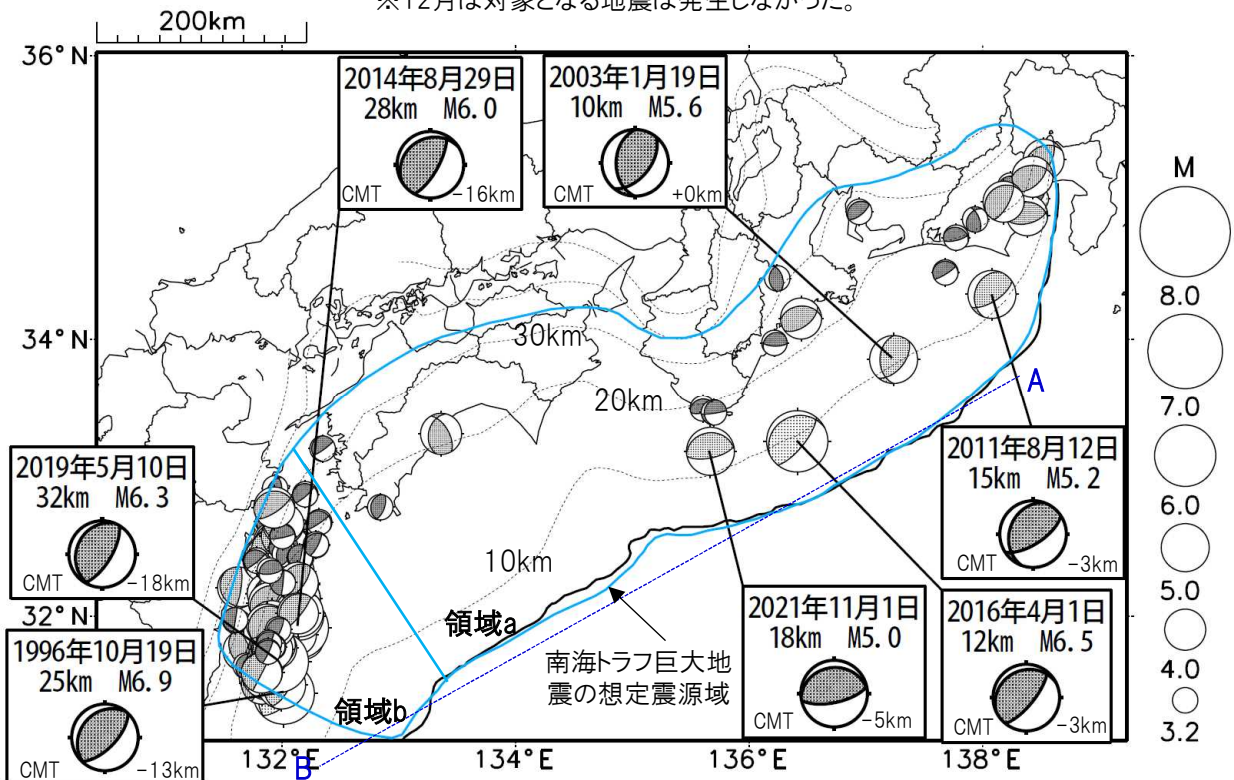 ※12月は対象となる地震は発生しなかった。
200km
36°N
34°N
32°N
132°E
134°E
136°E
138°E
2014年8月29日
28km M6.0
CMT
-16km
2003年1月19日
10km M5.6
CMT
+0km
M
8.0
7.0
6.0
5.0
4.0
3.2
30km
20km
10km
A
B
2019年5月10日
32km M6.3
CMT
-18km
2011年8月12日
15km M5.2
CMT
-3km
1996年10月19日
25km M6.9
CMT
-13km
領域a
領域b
南海トラフ巨大地
震の想定震源域
2021年11月1日
18km M5.0
CMT
-5km
2016年4月1日
12km M6.5
CMT
-3km